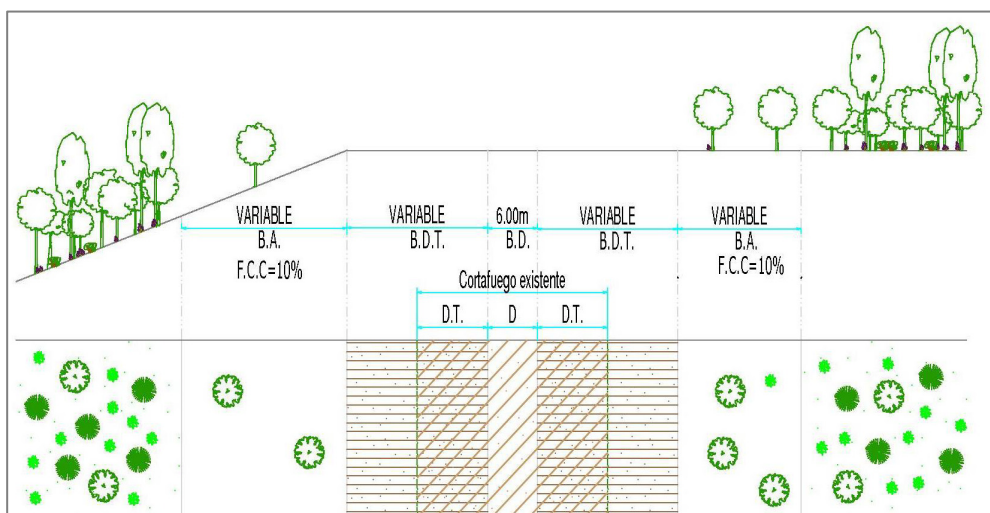 VARIABLE VARIABLE 6.00m VARIABLE VARIABLE
B.A. B.D.T. B.D. B.D.T. B.A.
F.C.C=10% F.C.C=10%
Cortafuego existente
D.T. D D.T.